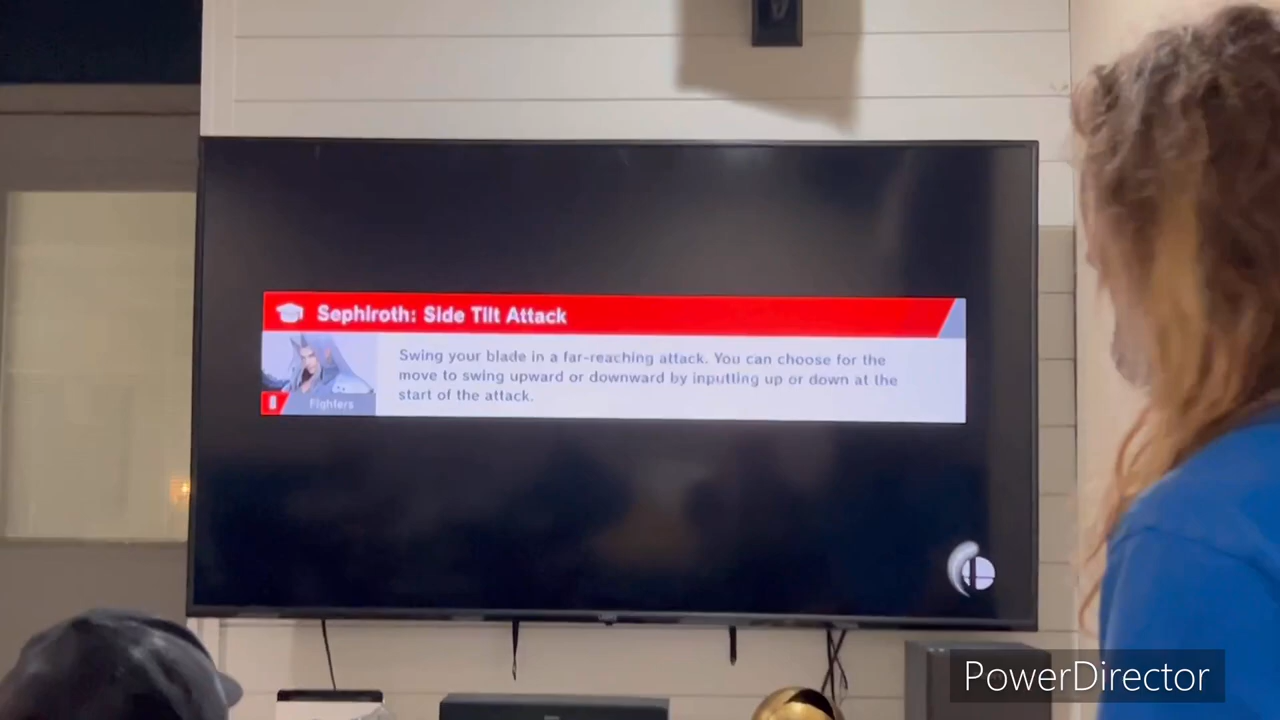 Sephiroth: Side Tilt Attack
Swing your blade in a far-reaching attack. You can choose for the
move to swing upward or downward by inputting up or down at the
start of the attack.
Fighters
PowerDirector